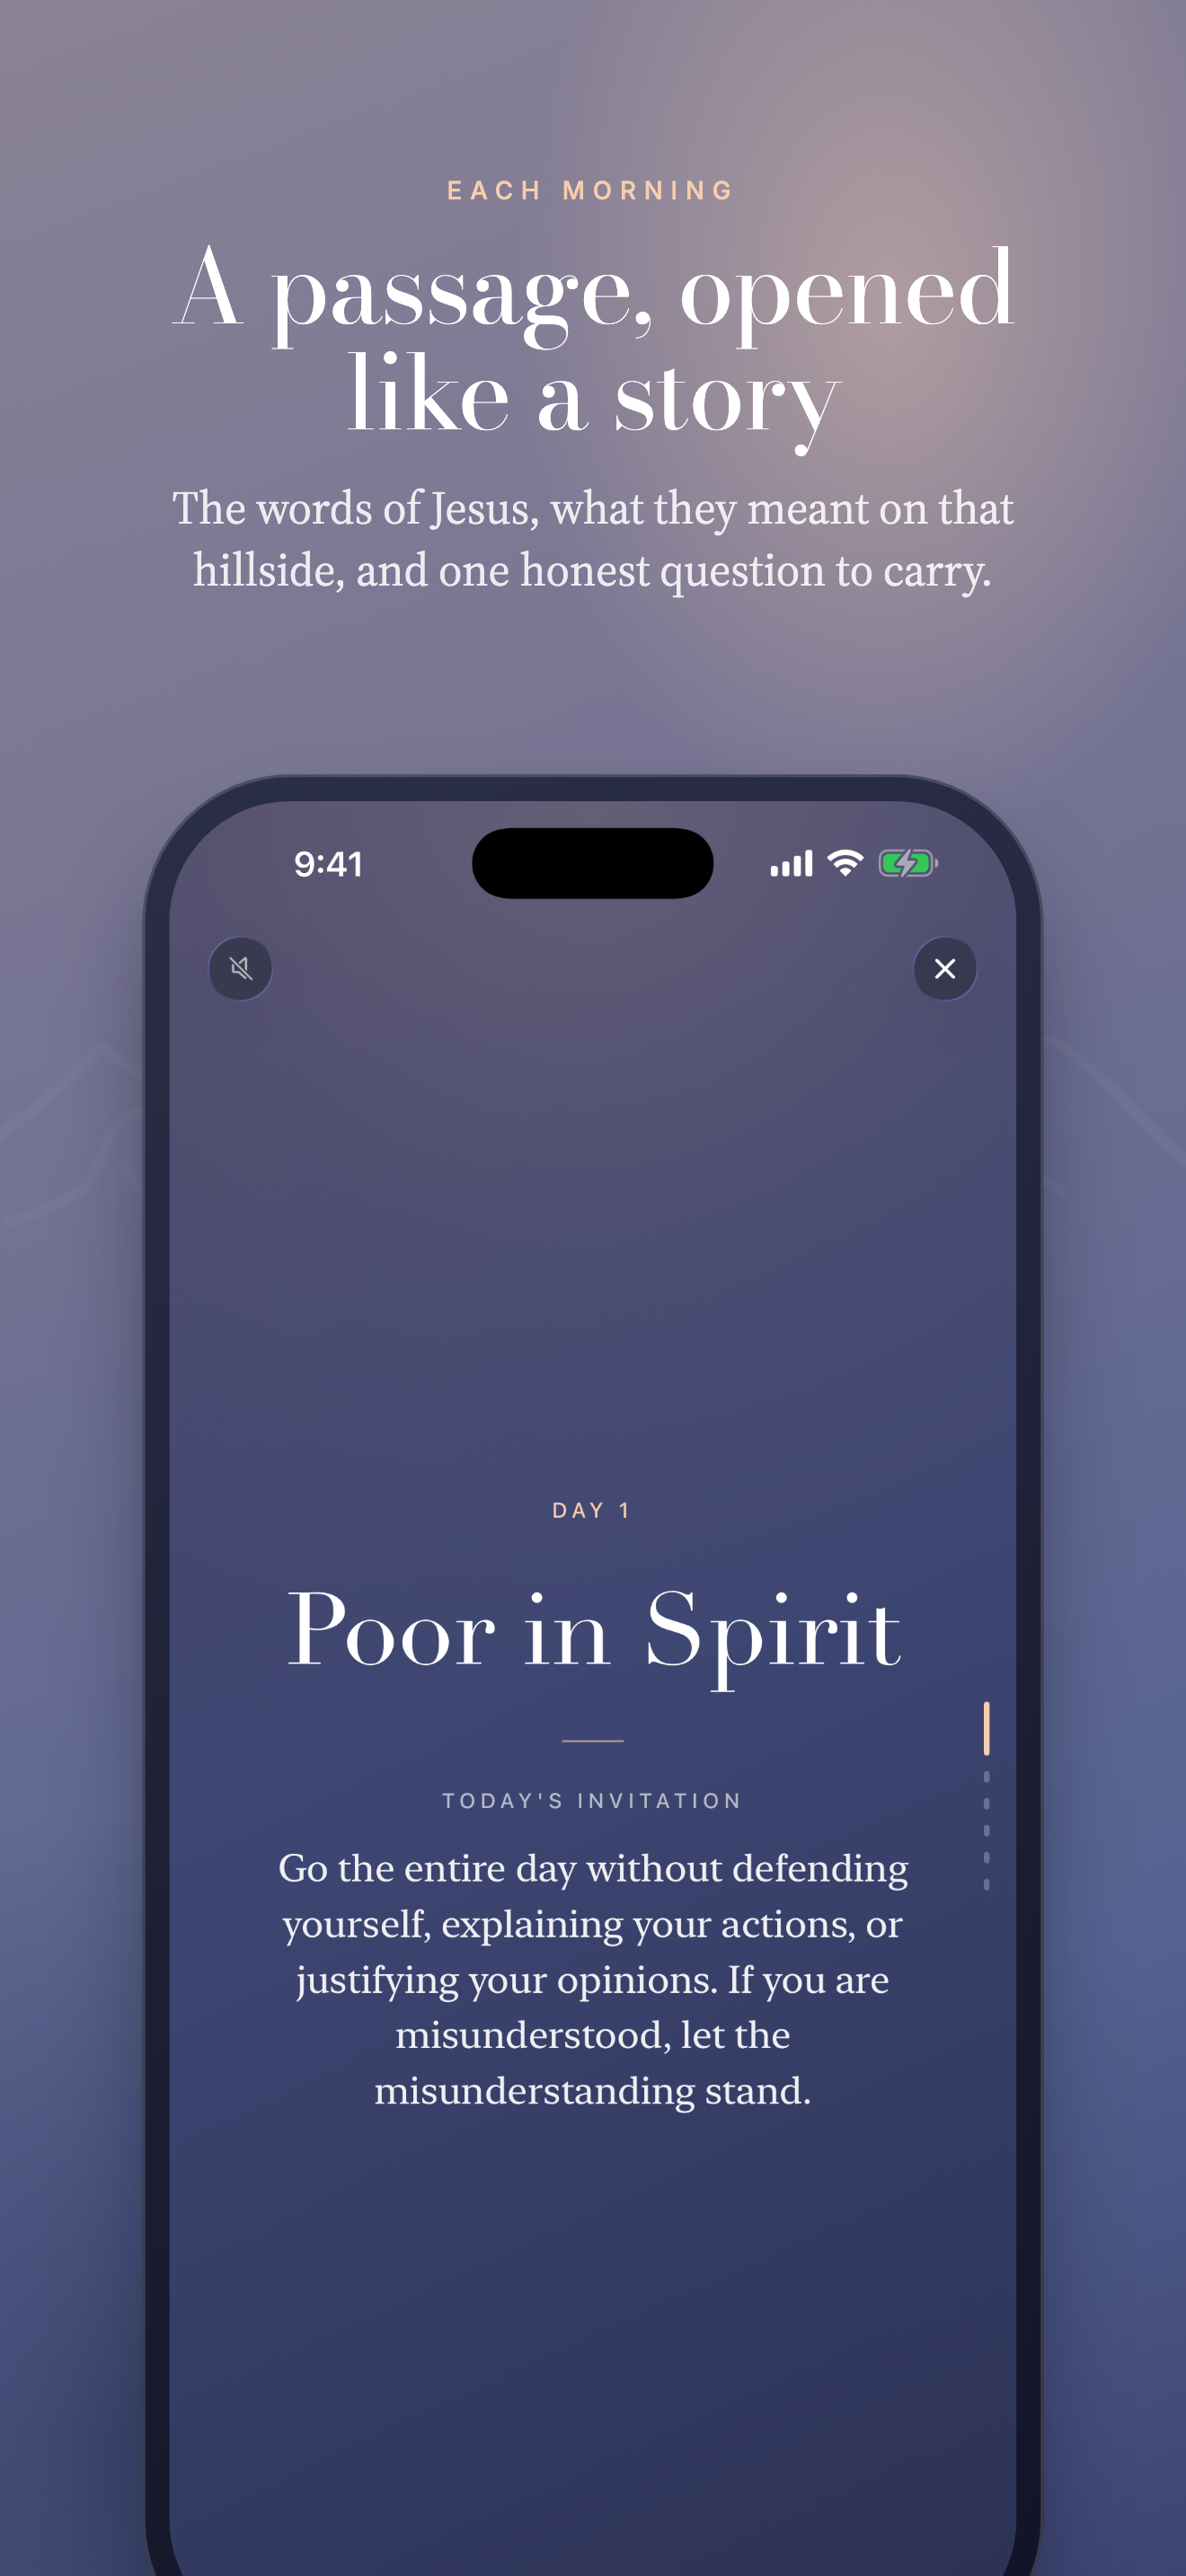 EACH MORNING
A passage, opened
like a story
The words of Jesus, what they meant on that
hillside, and one honest question to carry.
9:41
DAY 1
Poor in Spirit
TODAY'S INVITATION
Go the entire day without defending
yourself, explaining your actions, or
justifying your opinions. If you are
misunderstood, let the
misunderstanding stand.